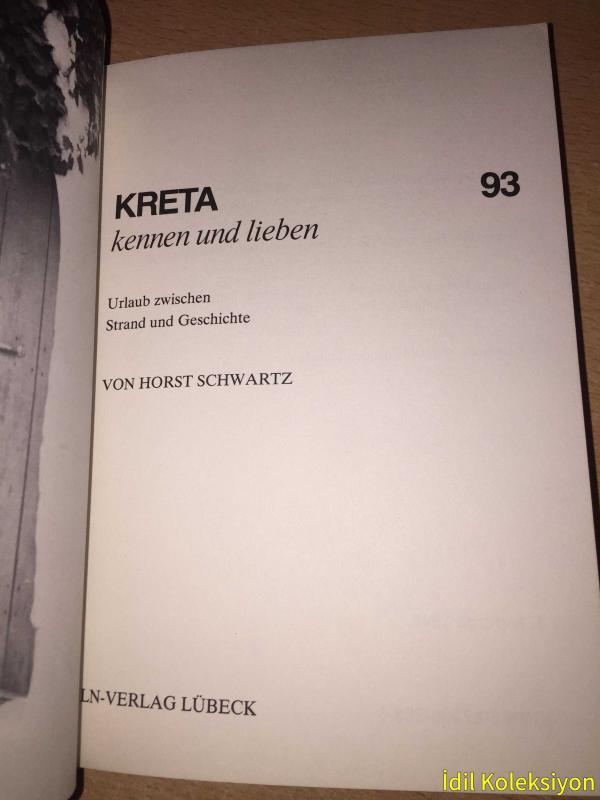 KRETA
93
kennen und lieben
Urlaub zwischen
Strand und Geschichte
VON HORST SCHWARTZ
LN-VERLAG LÜBECK
İdil Koleksiyon